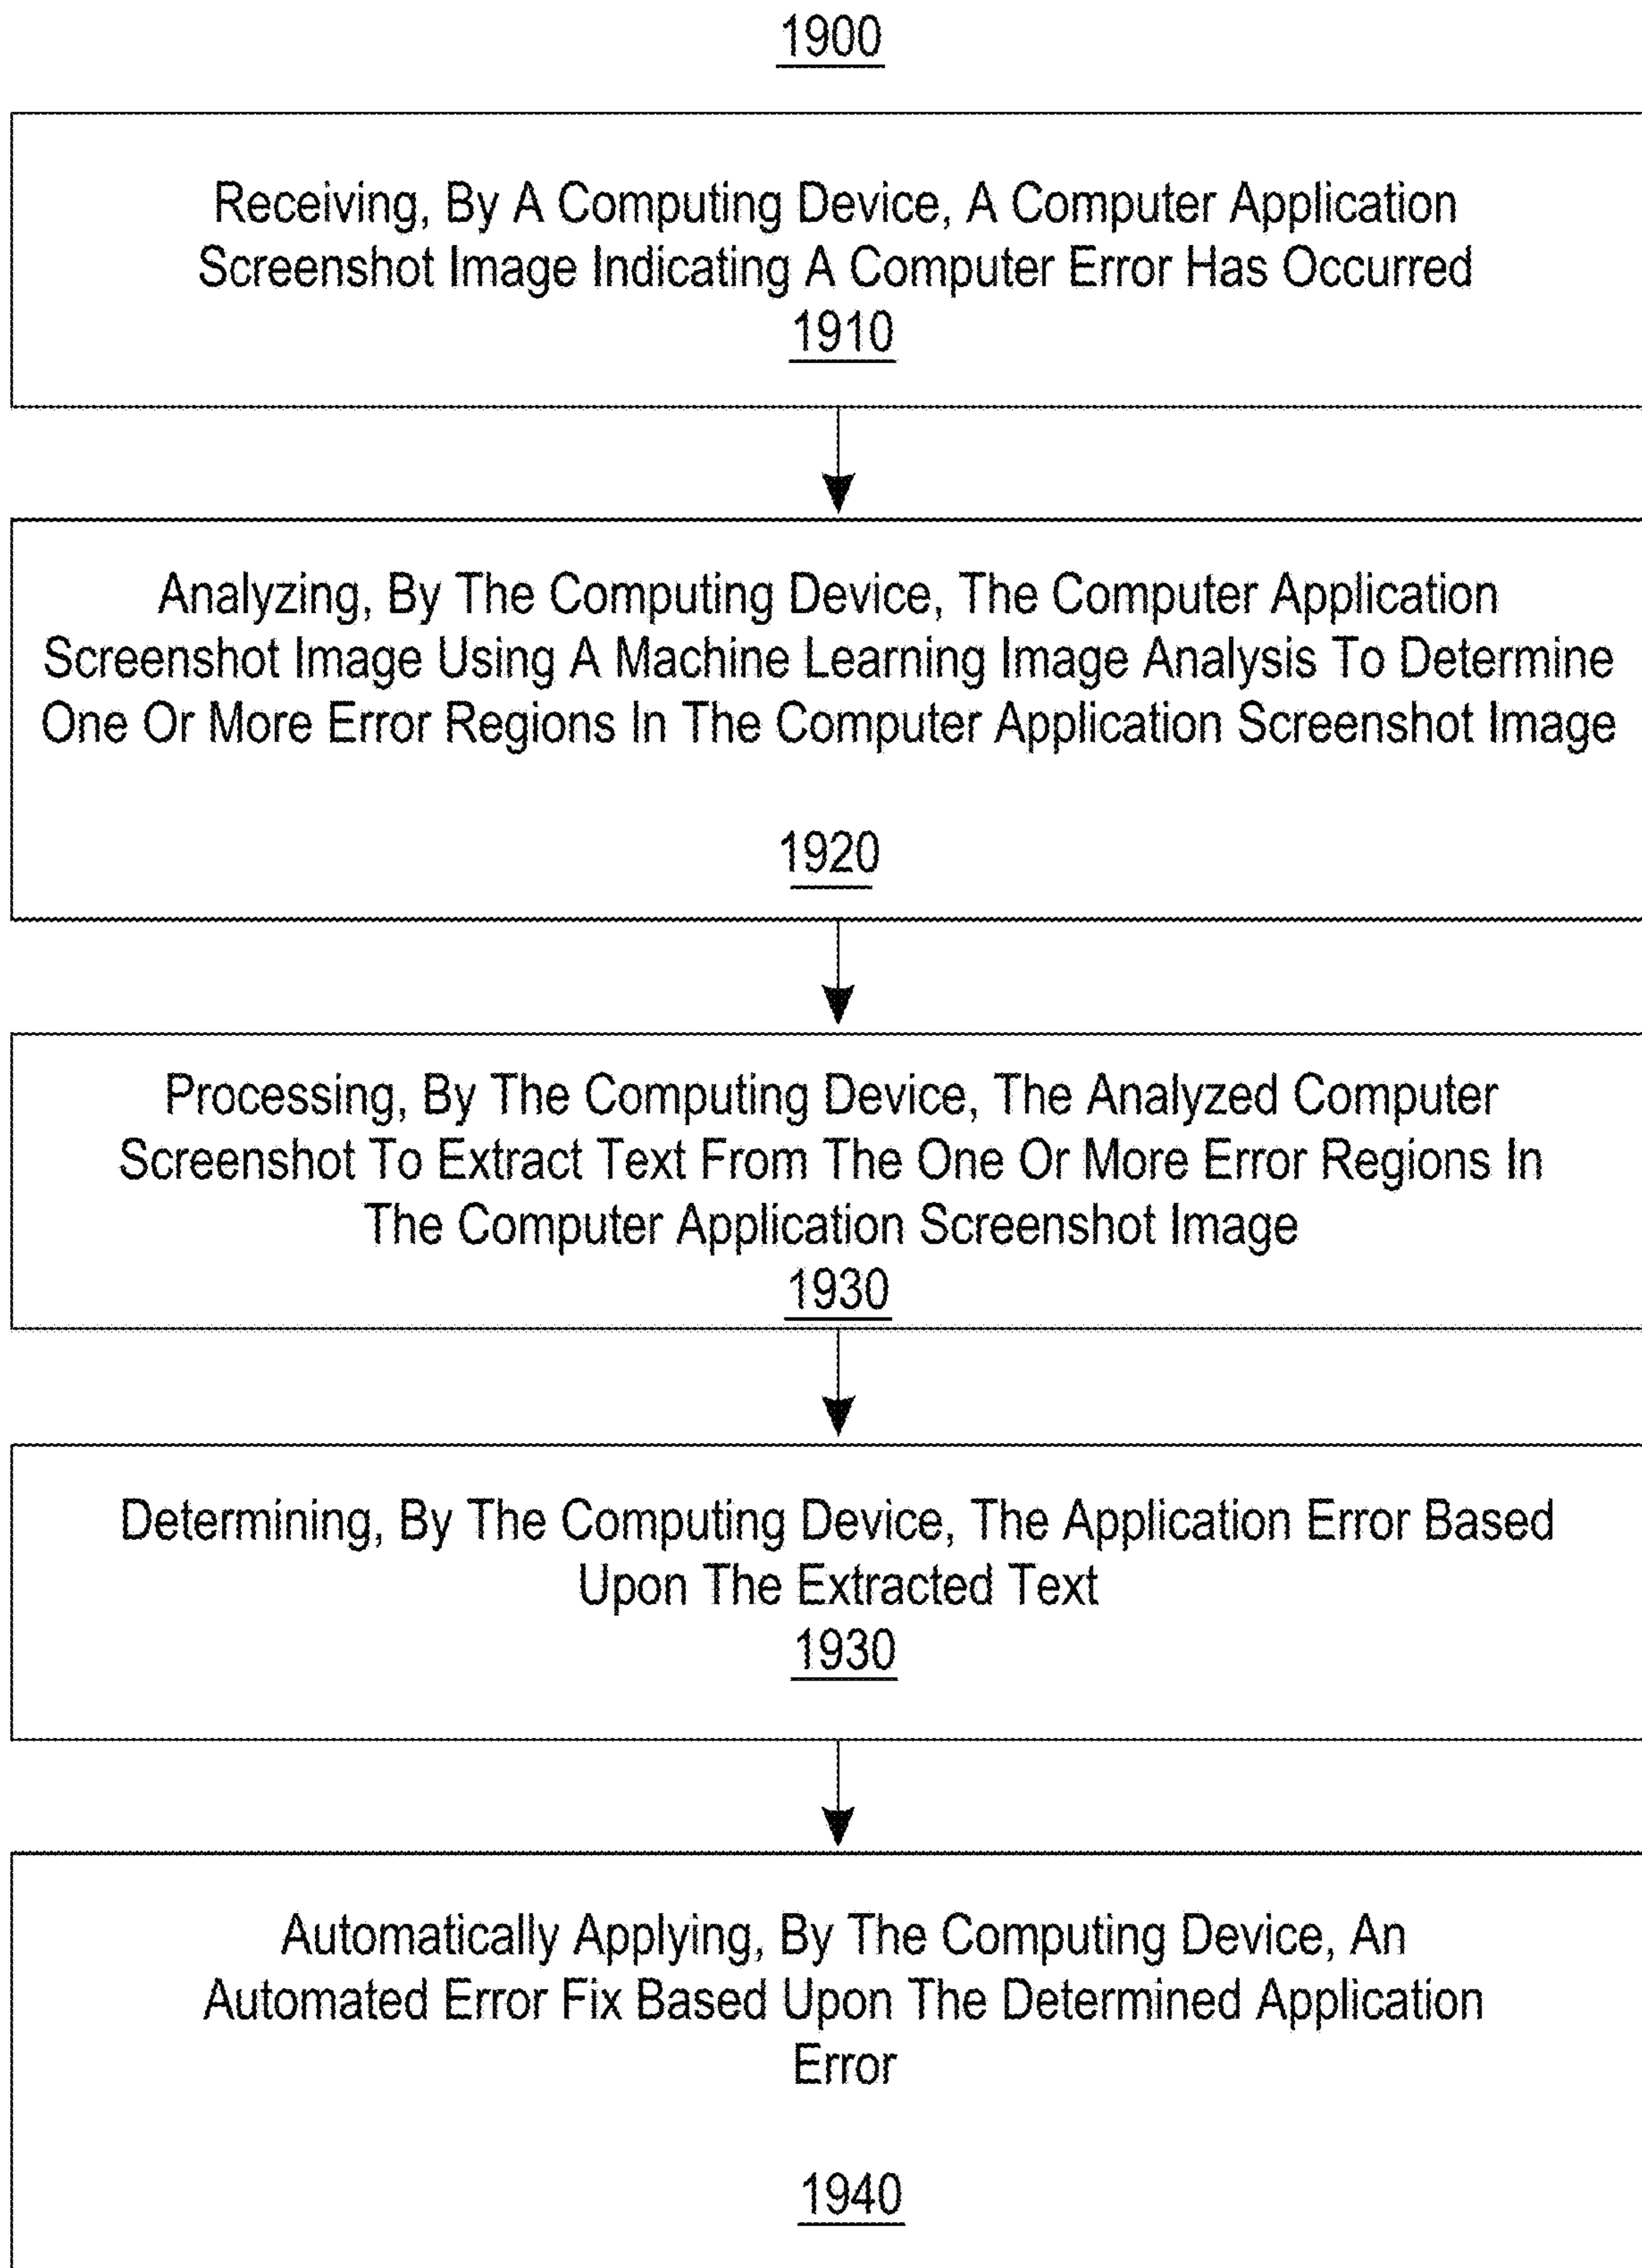 1900
Receiving, By A Computing Device, A Computer Application
Screenshot Image Indicating A Computer Error Has Occurred
1910
Analyzing, By The Computing Device, The Computer Application
Screenshot Image Using A Machine Learning Image Analysis To Determine
One Or More Error Regions In The Computer Application Screenshot Image
1920
Processing, By The Computing Device, The Analyzed Computer
Screenshot To Extract Text From The One Or More Error Regions In
The Computer Application Screenshot Image
1930
Determining, By The Computing Device, The Application Error Based
Upon The Extracted Text
1930
Automatically Applying, By The Computing Device, An
Automated Error Fix Based Upon The Determined Application
Error
1940